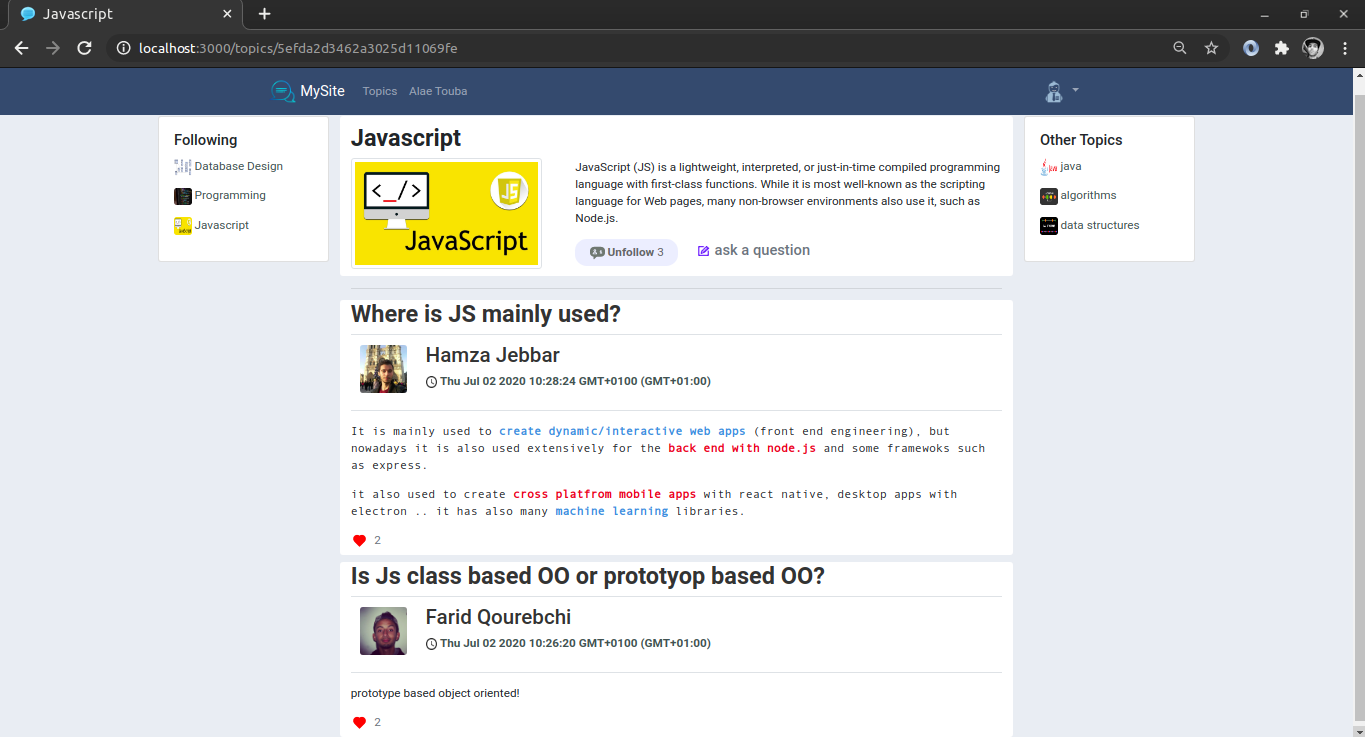 Javascript
localhost:3000/topics/5efda2d3462a3025d11069fe
MySite Topics Alae Touba
Following
Database Design
Programming
Javascript
Javascript
<_/>
JS
JavaScript
JavaScript (JS) is a lightweight, interpreted, or just-in-time compiled programming
language with first-class functions. While it is most well-known as the scripting
language for Web pages, many non-browser environments also use it, such as
Node.js.
Unfollow 3 ask a question
Other Topics
java
algorithms
data structures
Where is JS mainly used?
Hamza Jebbar
Thu Jul 02 2020 10:28:24 GMT+0100 (GMT+01:00)
It is mainly used to create dynamic/interactive web apps (front end engineering), but
nowadays it is also used extensively for the back end with node.js and some framewoks such
as express.
it also used to create cross platfrom mobile apps with react native, desktop apps with
electron .. it has also many machine learning libraries.
2
Is Js class based OO or prototyop based OO?
Farid Qourebchi
Thu Jul 02 2020 10:26:20 GMT+0100 (GMT+01:00)
prototype based object oriented!
2